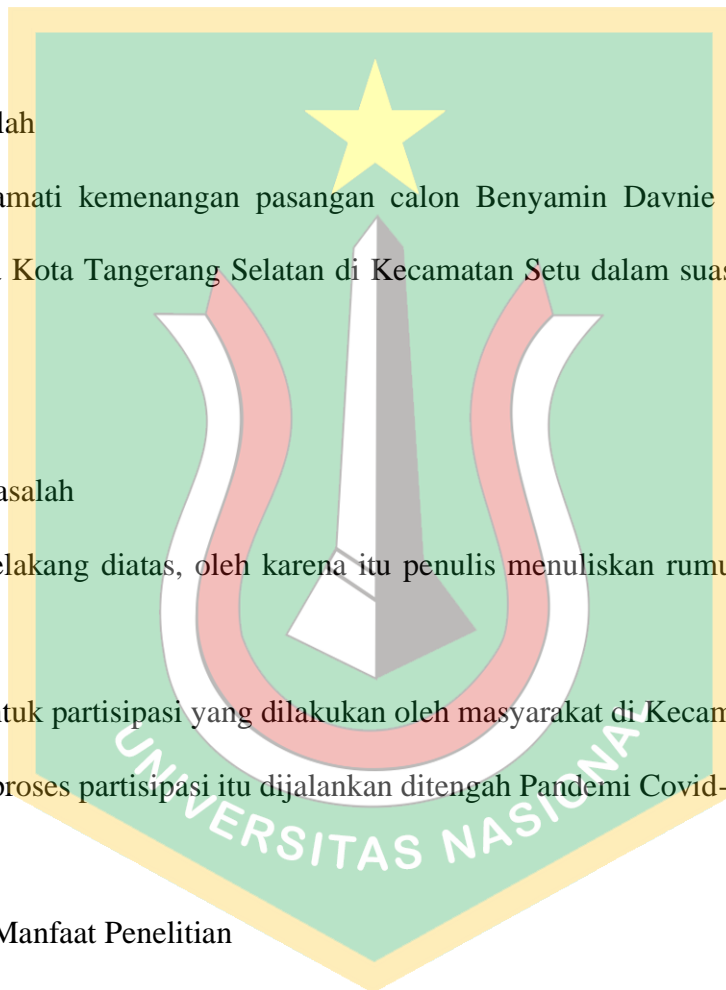 lah
amati kemenangan pasangan calon Benyamin Davnie
Kota Tangerang Selatan di Kecamatan Setu dalam suas
asalah
elakang diatas, oleh karena itu penulis menuliskan rumu
ntuk partisipasi yang dilakukan oleh masyarakat di Kecam
proses partisipasi itu dijalankan ditengah Pandemi Covid-
UNIVERSITAS NASIONAL
Manfaat Penelitian